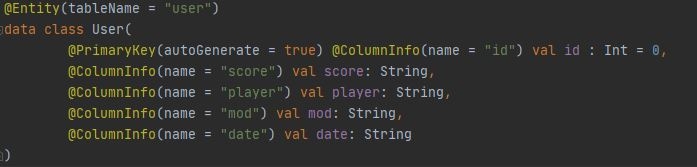 @Entity(tableName = "user")
data class User(
@PrimaryKey(autoGenerate = true) @ColumnInfo(name = "id") val id : Int = 0,
@ColumnInfo(name = "score") val score: String,
@ColumnInfo(name = "player") val player: String,
@ColumnInfo(name = "mod") val mod: String,
@ColumnInfo(name = "date") val date: String
)